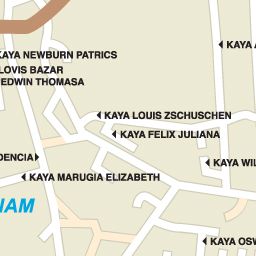 KAYA NEWBURN PATRICS
LOVIS BAZAR
EDWIN THOMASA
KAYA
KAYA LOUIS ZSCHUSCHEN
KAYA FELIX JULIANA
DENCIA
KAYA WIL
KAYA MARUGIA ELIZABETH
IAM
KAYA OSW